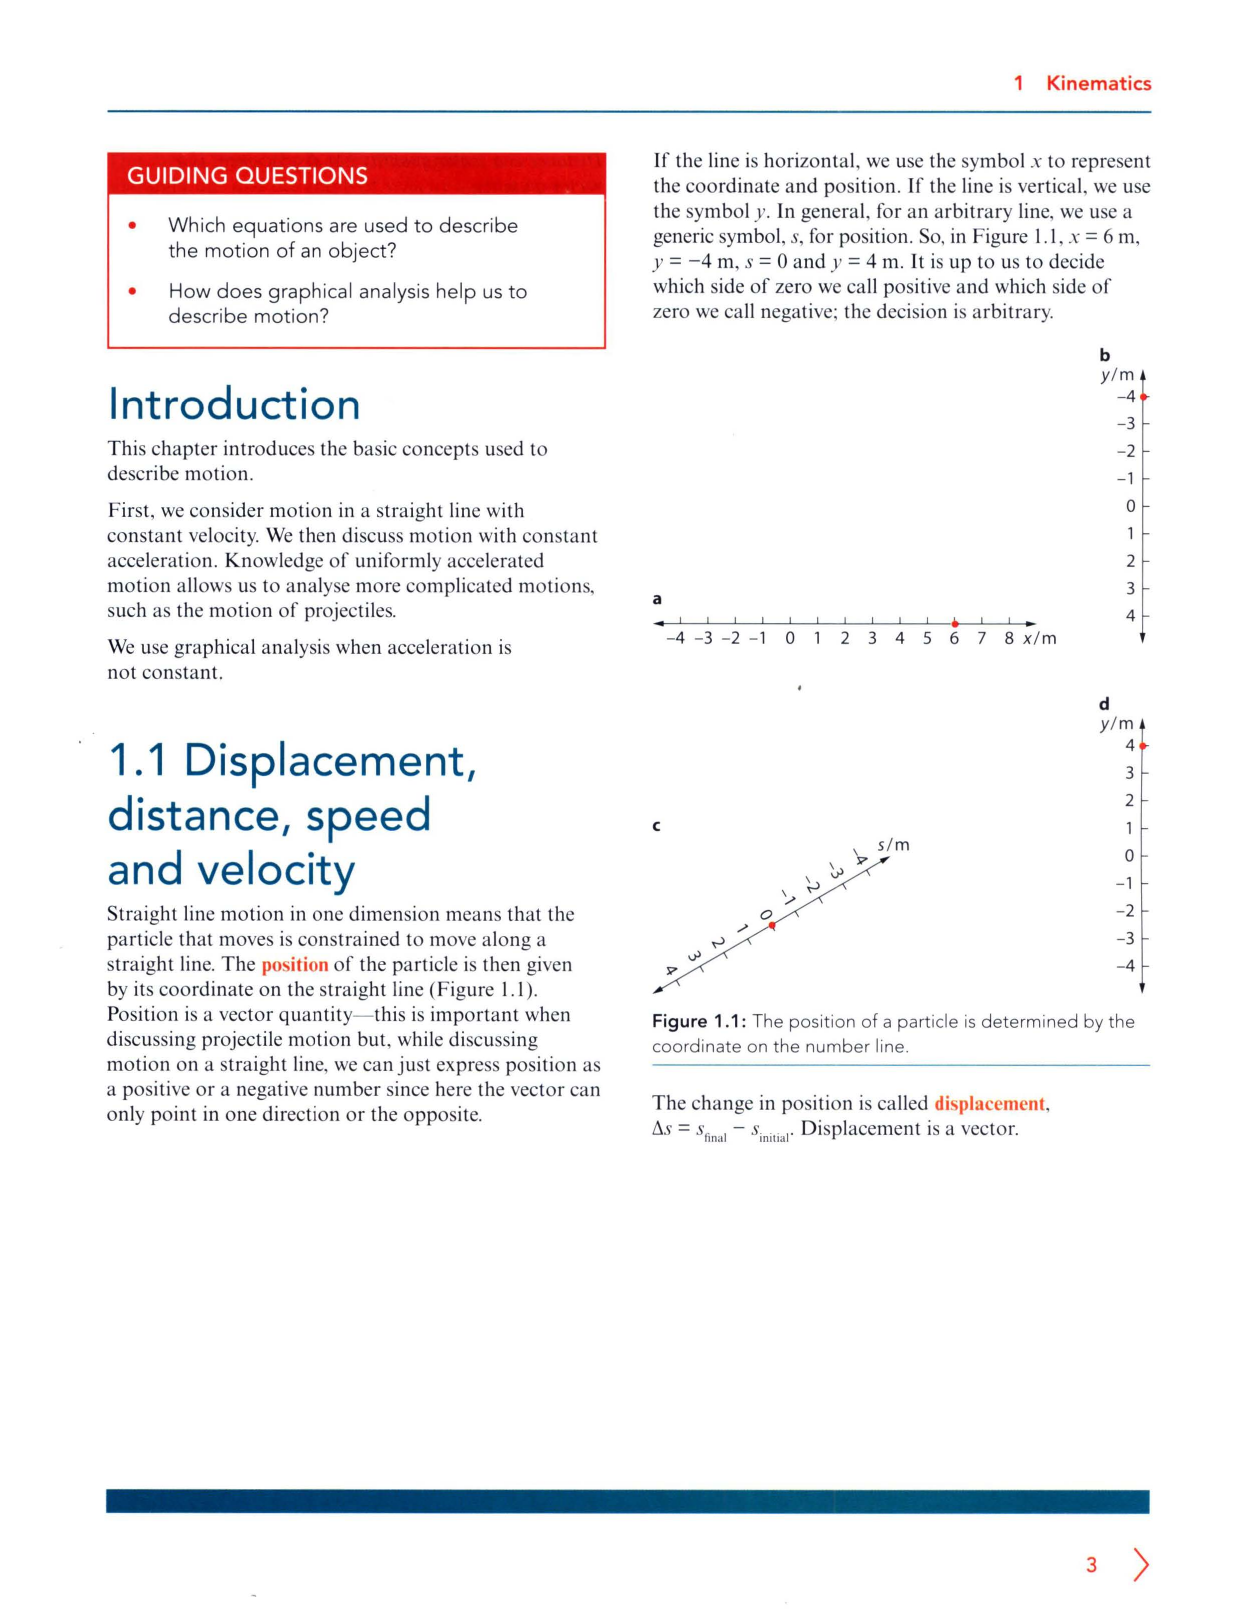 1 Kinematics
GUIDING QUESTIONS
• Which equations are used to describe
the motion of an object?
• How does graphical analysis help us to
describe motion?
Introduction
This chapter introduces the basic concepts used to
describe motion.
First, we consider motion in a straight line with
constant velocity. We then discuss motion with constant
acceleration. Knowledge of uniformly accelerated
motion allows us to analyse more complicated motions,
such as the motion of projectiles.
We use graphical analysis when acceleration is
not constant.
1.1 Displacement,
distance, speed
and velocity
Straight line motion in one dimension means that the
particle that moves is constrained to move along a
straight line. The position of the particle is then given
by its coordinate on the straight line (Figure 1.1).
Position is a vector quantity—this is important when
discussing projectile motion but, while discussing
motion on a straight line, we can just express position as
a positive or a negative number since here the vector can
only point in one direction or the opposite.
If the line is horizontal, we use the symbol x to represent
the coordinate and position. If the line is vertical, we use
the symbol y. In general, for an arbitrary line, we use a
generic symbol, s, for position. So, in Figure 1.1, x = 6 m,
y = −4 m, s = 0 and y = 4 m. It is up to us to decide
which side of zero we call positive and which side of
zero we call negative; the decision is arbitrary.
a
−4 −3 −2 −1 0 1 2 3 4 5 6 7 8 x/m
b
y/m
−4
−3
−2
−1
0
1
2
3
4
c
s/m
4 3 2 1 0 −1 −2 −3 −4
d
y/m
4
3
2
1
0
−1
−2
−3
−4
Figure 1.1: The position of a particle is determined by the
coordinate on the number line.
The change in position is called displacement,
Δs = s_final − s_initial. Displacement is a vector.
3